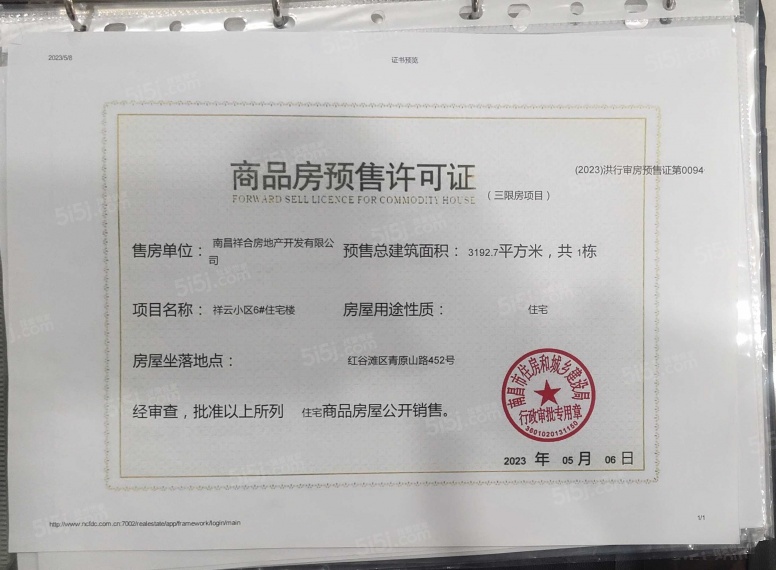 2023/5/8
证书预览
(2023)洪行审房预售证第0094
商品房预售许可证
(三限房项目)
FORWARD SELL LICENCE FOR COMMODITY HOUSE
售房单位： 南昌祥合房地产开发有限公
司
预售总建筑面积： 3192.7平方米，共 1栋
项目名称： 祥云小区6#住宅楼
房屋用途性质： 住宅
房屋坐落地点： 红谷滩区青原山路452号
经审查，批准以上所列 住宅商品房屋公开销售。
南昌市住房和城乡建设局
行政审批专用章
3601020131150
2023 年 05 月 06 日
http://www.ncfdc.com.cn:7002/realestate/app/framework/login/main
1/1
5i5j.com